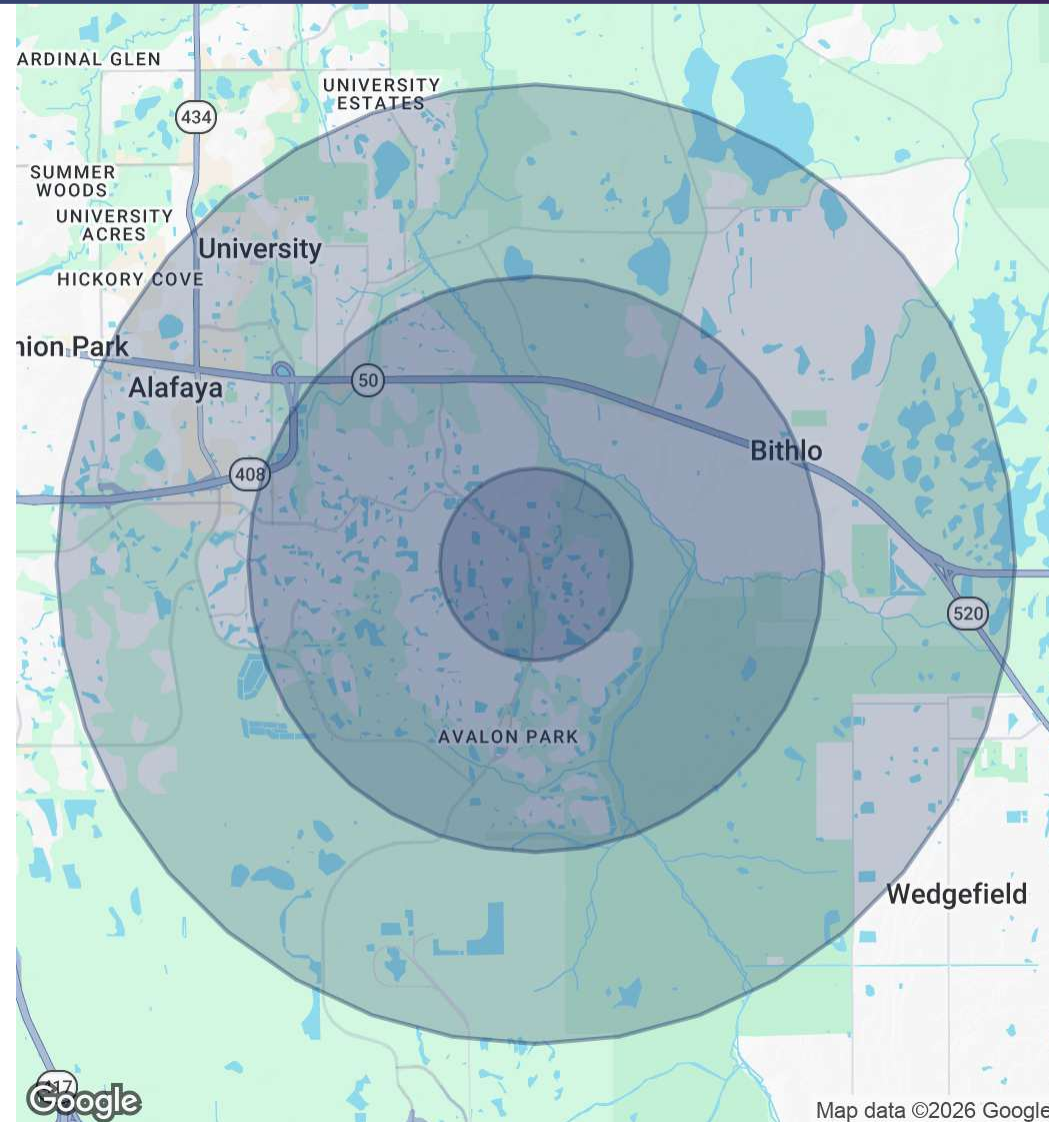 ARDINAL GLEN
UNIVERSITY
ESTATES
434
SUMMER
WOODS
UNIVERSITY
ACRES
University
HICKORY COVE
nion Park
Alafaya
50
Bithlo
408
520
AVALON PARK
Wedgefield
417
Google
Map data ©2026 Google